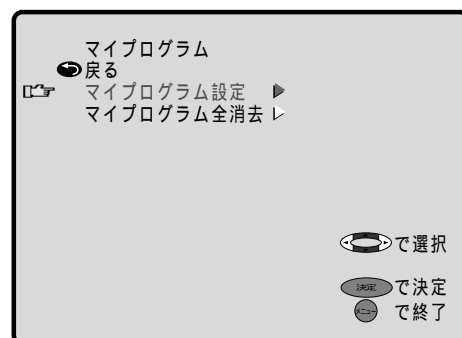 マイプログラム
戻る
マイプログラム設定
マイプログラム全消去
で選択
決定 で決定
メニュー で終了